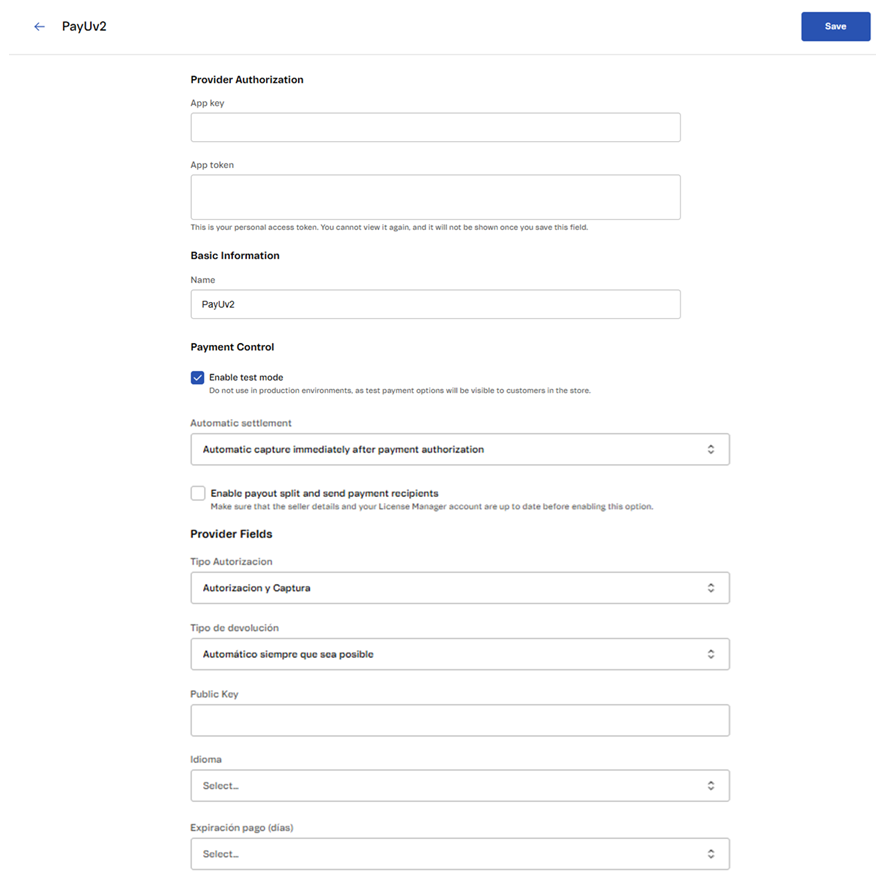 PayUv2
Save
Provider Authorization
App key
App token
This is your personal access token. You cannot view it again, and it will not be shown once you save this field.
Basic Information
Name
PayUv2
Payment Control
Enable test mode
Do not use in production environments, as test payment options will be visible to customers in the store.
Automatic settlement
Automatic capture immediately after payment authorization
Enable payout split and send payment recipients
Make sure that the seller details and your License Manager account are up to date before enabling this option.
Provider Fields
Tipo Autorizacion
Autorizacion y Captura
Tipo de devolución
Automático siempre que sea posible
Public Key
Idioma
Select...
Expiración pago (días)
Select...